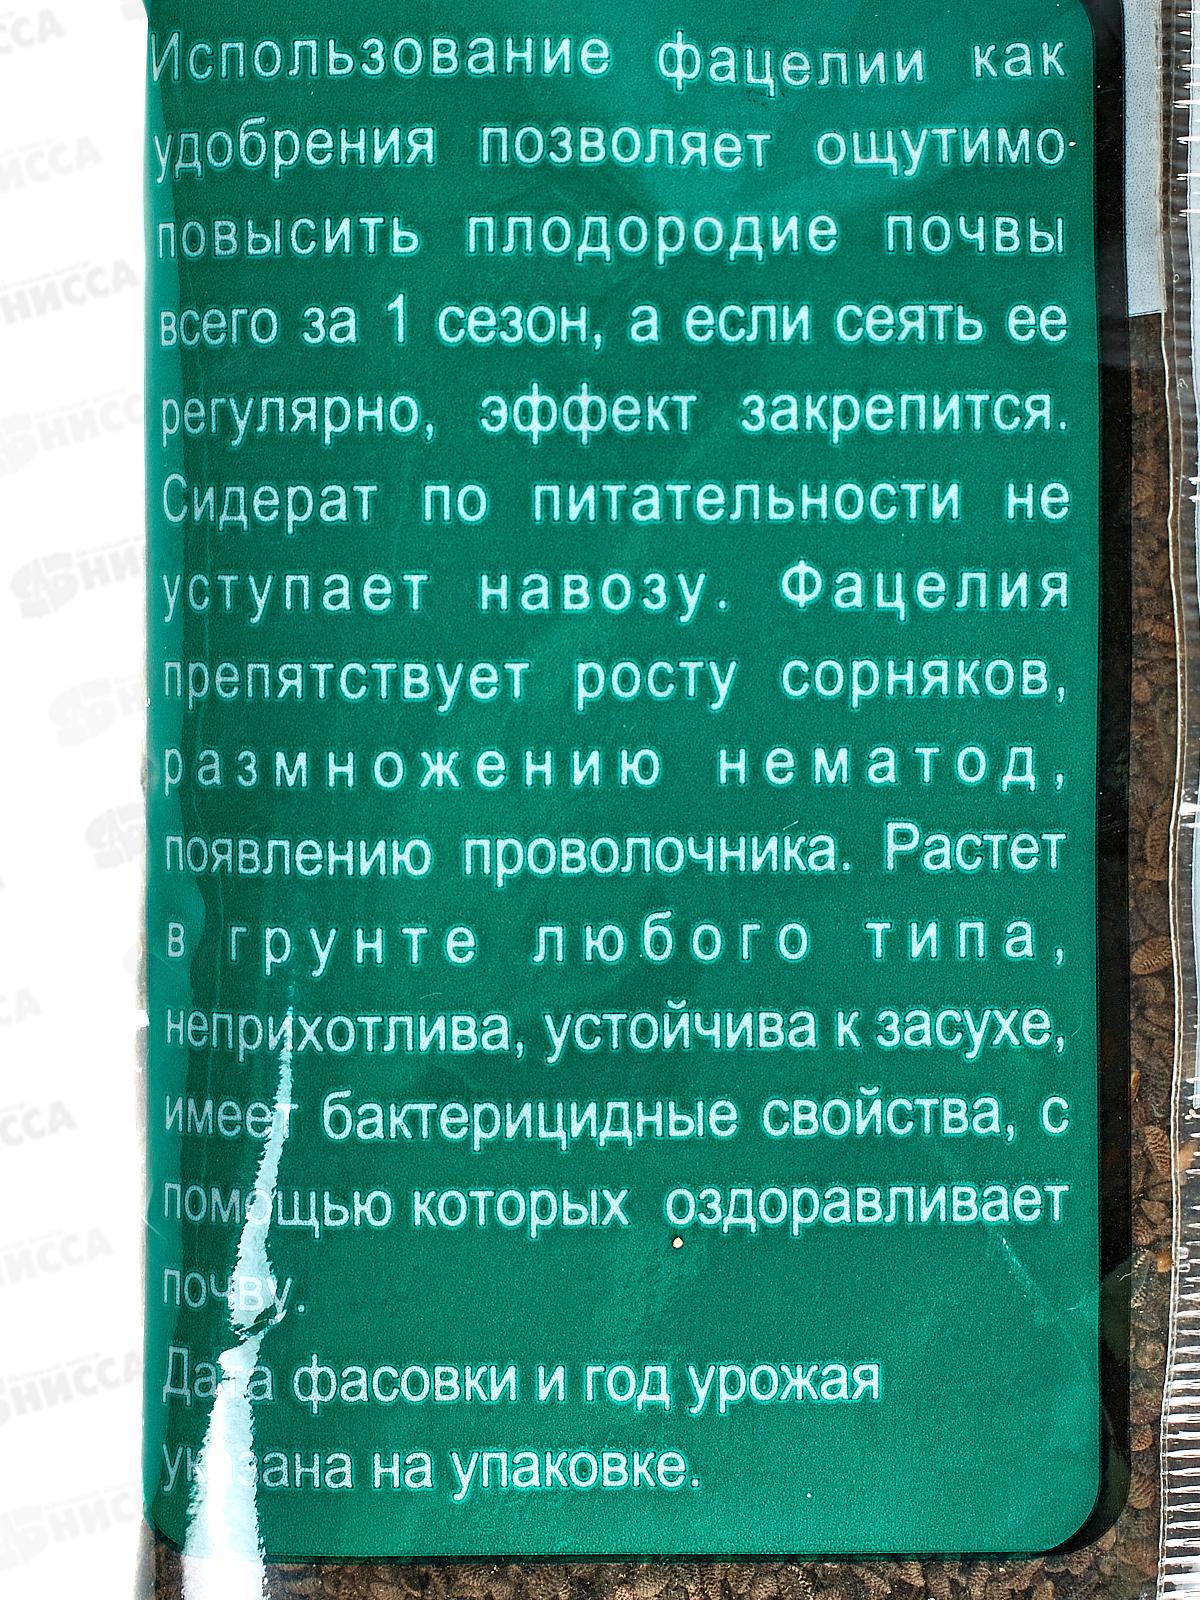 Использование фацелии как
удобрения позволяет ощутимо
повысить плодородие почвы
всего за 1 сезон, а если сеять ее
регулярно, эффект закрепится.
Сидерат по питательности не
уступает навозу. Фацелия
препятствует росту сорняков,
размножению нематод,
появлению проволочника. Растет
в грунте любого типа,
неприхотлива, устойчива к засухе,
имеет бактерицидные свойства, с
помощью которых оздоравливает
почву.
Дата фасовки и год урожая
указана на упаковке.